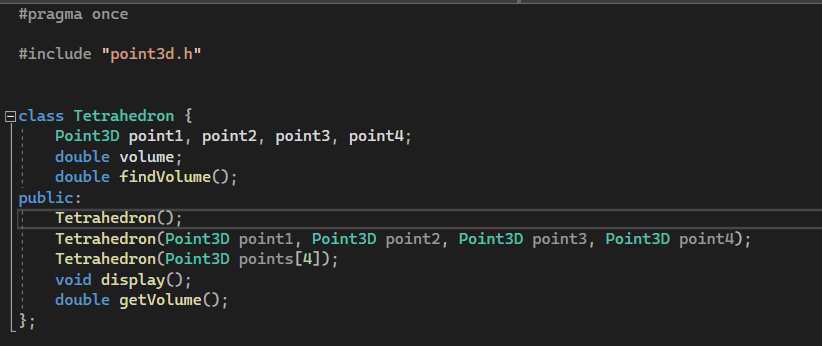 #pragma once
#include "point3d.h"
class Tetrahedron {
Point3D point1, point2, point3, point4;
double volume;
double findVolume();
public:
Tetrahedron();
Tetrahedron(Point3D point1, Point3D point2, Point3D point3, Point3D point4);
Tetrahedron(Point3D points[4]);
void display();
double getVolume();
};